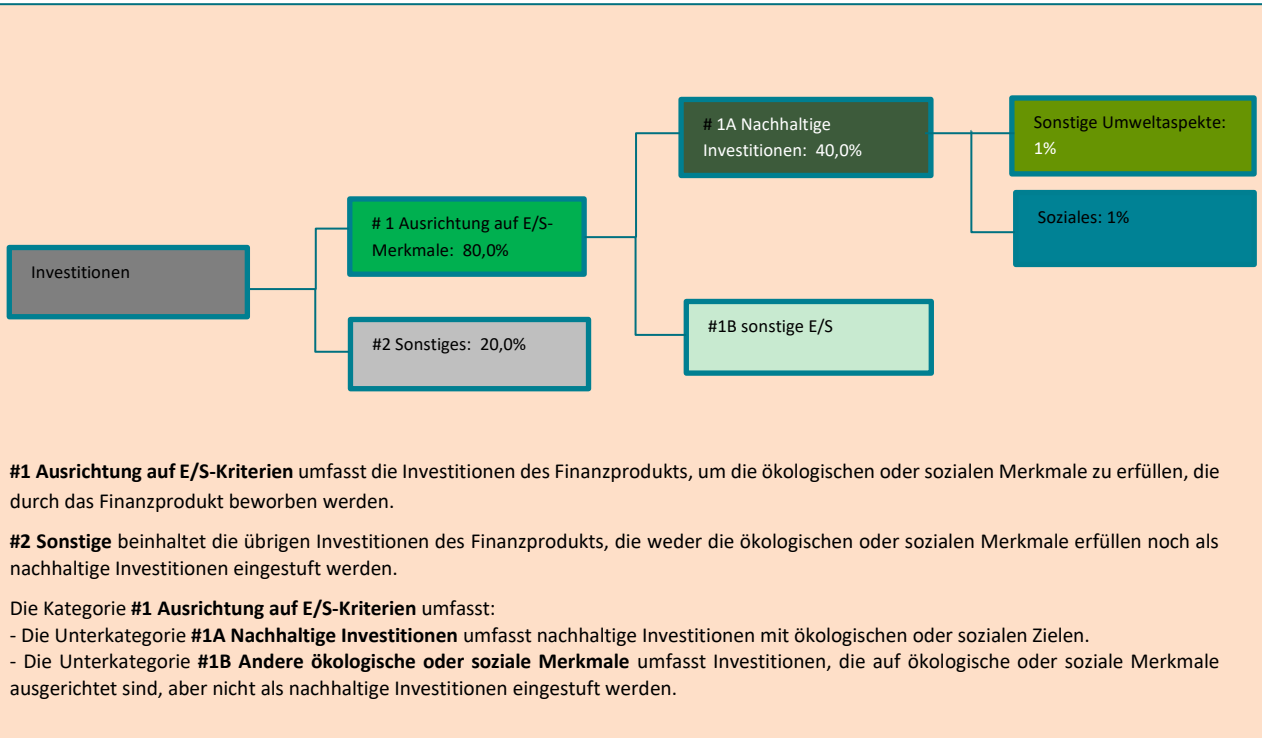 # 1A Nachhaltige
Investitionen: 40,0%
Sonstige Umweltaspekte:
1%
# 1 Ausrichtung auf E/S-
Merkmale: 80,0%
Soziales: 1%
Investitionen
#2 Sonstiges: 20,0%
#1B sonstige E/S
#1 Ausrichtung auf E/S-Kriterien umfasst die Investitionen des Finanzprodukts, um die ökologischen oder sozialen Merkmale zu erfüllen, die
durch das Finanzprodukt beworben werden.
#2 Sonstige beinhaltet die übrigen Investitionen des Finanzprodukts, die weder die ökologischen oder sozialen Merkmale erfüllen noch als
nachhaltige Investitionen eingestuft werden.
Die Kategorie #1 Ausrichtung auf E/S-Kriterien umfasst:
- Die Unterkategorie #1A Nachhaltige Investitionen umfasst nachhaltige Investitionen mit ökologischen oder sozialen Zielen.
- Die Unterkategorie #1B Andere ökologische oder soziale Merkmale umfasst Investitionen, die auf ökologische oder soziale Merkmale
ausgerichtet sind, aber nicht als nachhaltige Investitionen eingestuft werden.